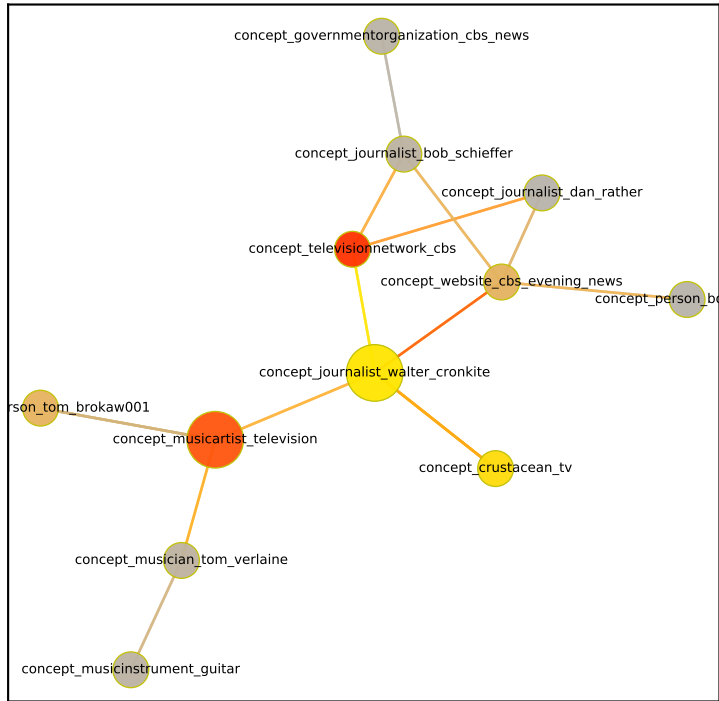 concept_governmentorganization_cbs_news
concept_journalist_bob_schieffer
concept_journalist_dan_rather
concept_televisionnetwork_cbs
concept_website_cbs_evening_news
concept_person_bo
concept_journalist_walter_cronkite
rson_tom_brokaw001
concept_musicartist_television
concept_crustacean_tv
concept_musician_tom_verlaine
concept_musicinstrument_guitar